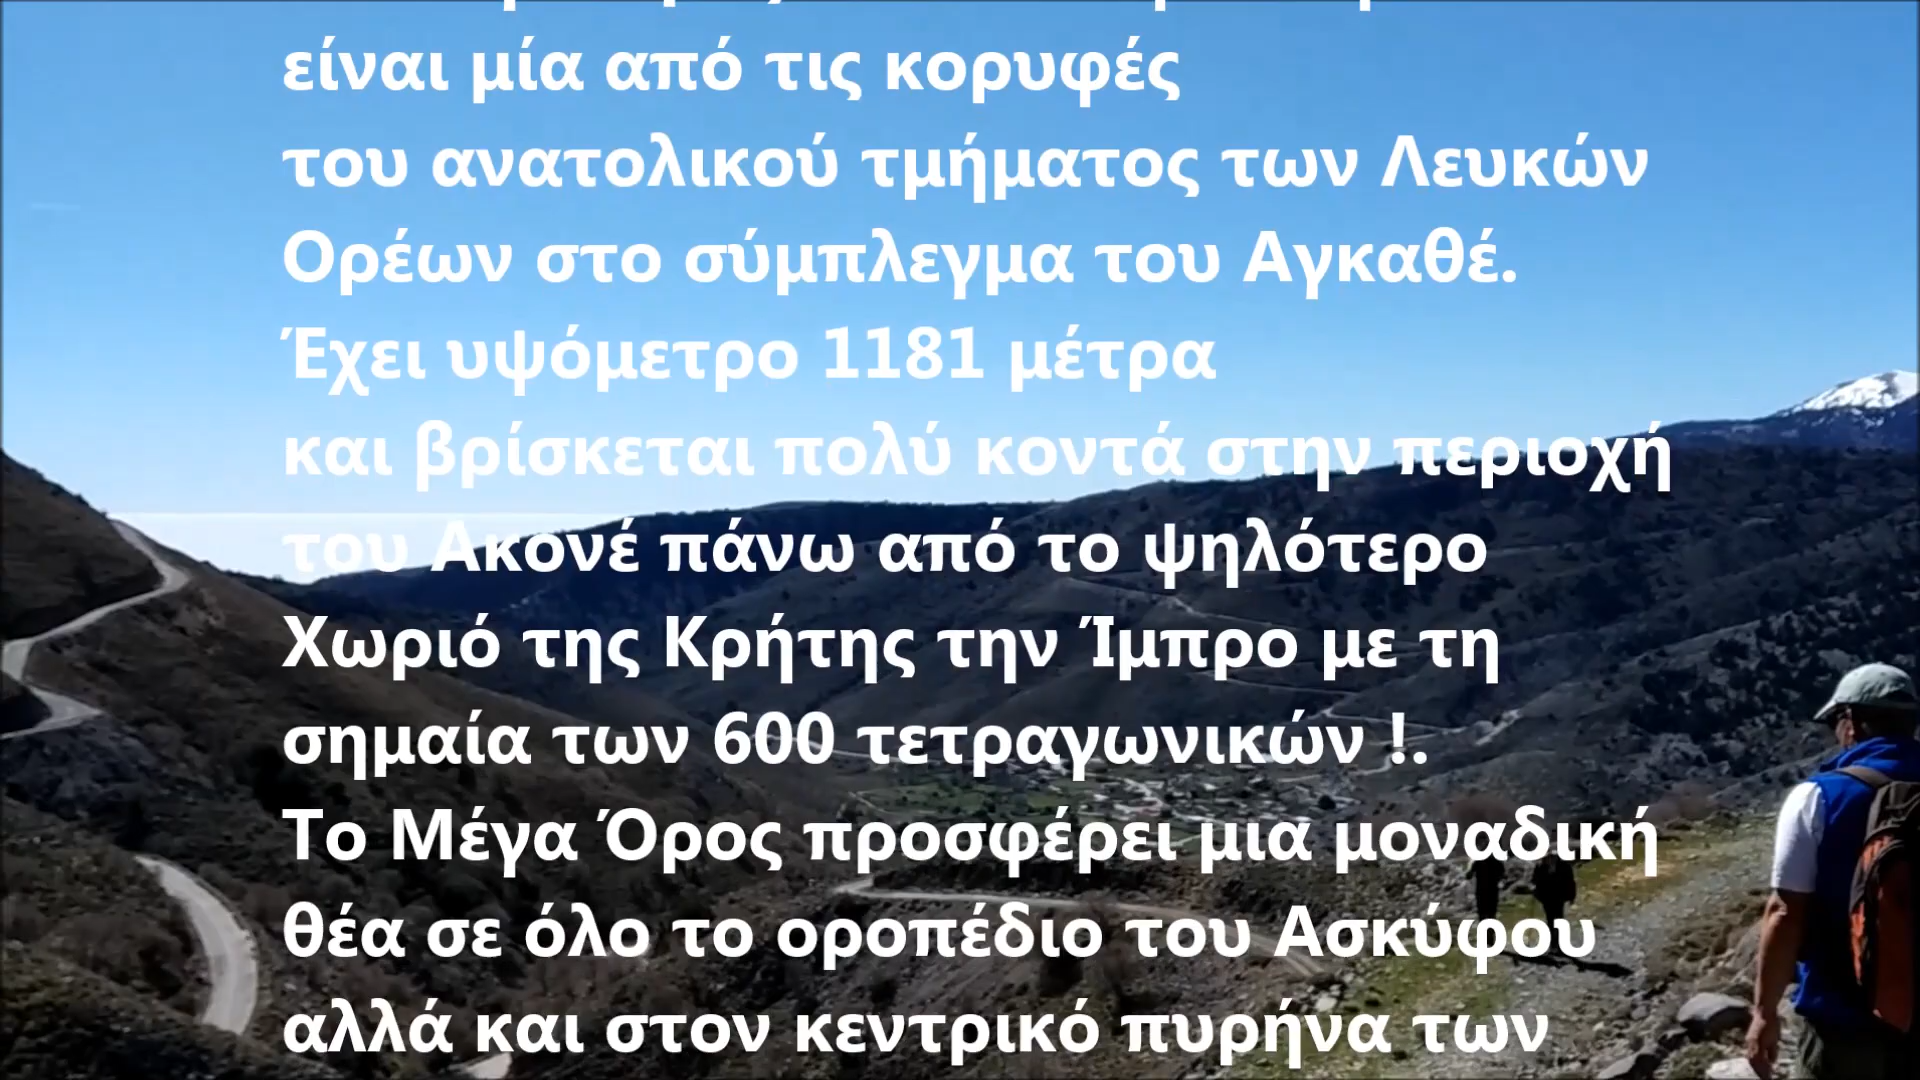 είναι μία από τις κορυφές
του ανατολικού τμήματος των Λευκών
Ορέων στο σύμπλεγμα του Αγκαθέ.
Έχει υψόμετρο 1181 μέτρα
και βρίσκεται πολύ κοντά στην περιοχή
του Ακονέ πάνω από το ψηλότερο
Χωριό της Κρήτης την Ίμπρο με τη
σημαία των 600 τετραγωνικών !.
Το Μέγα Όρος προσφέρει μια μοναδική
θέα σε όλο το οροπέδιο του Ασκύφου
αλλά και στον κεντρικό πυρήνα των